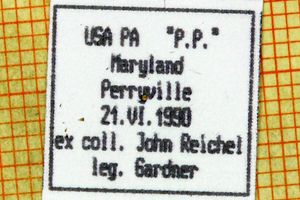 USA PA "P.P."
Maryland
Perryville
21.VI.1990
ex coll. John Reichel
leg. Gardner